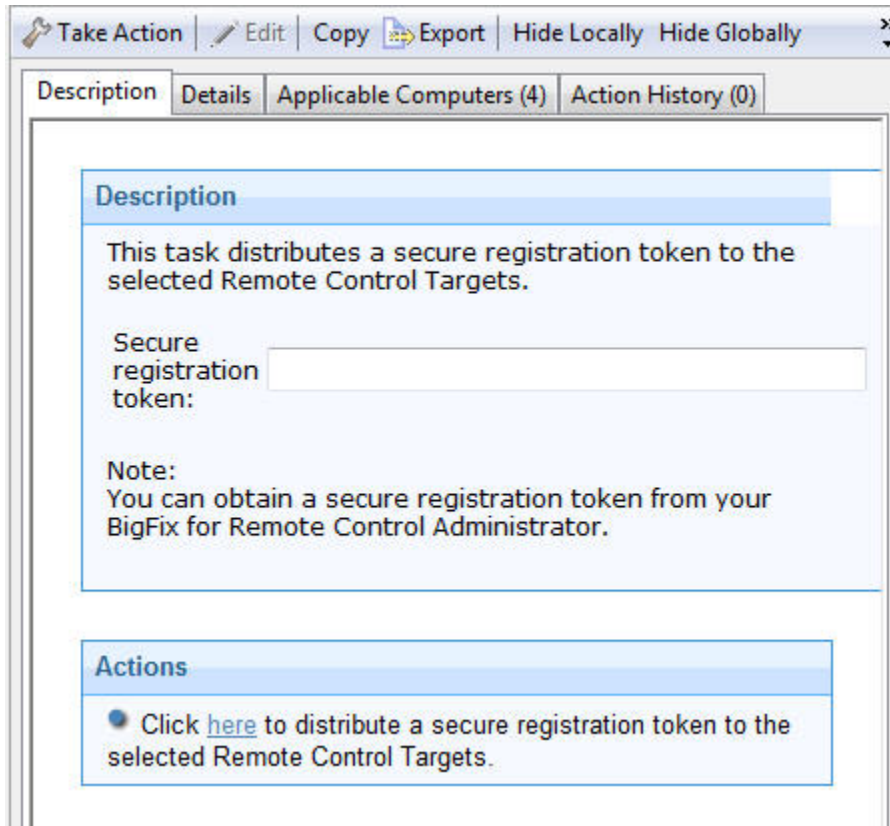 Take Action Edit Copy Export Hide Locally Hide Globally
Description Details Applicable Computers (4) Action History (0)
Description
This task distributes a secure registration token to the
selected Remote Control Targets.
Secure
registration
token:
Note:
You can obtain a secure registration token from your
BigFix for Remote Control Administrator.
Actions
Click here to distribute a secure registration token to the
selected Remote Control Targets.